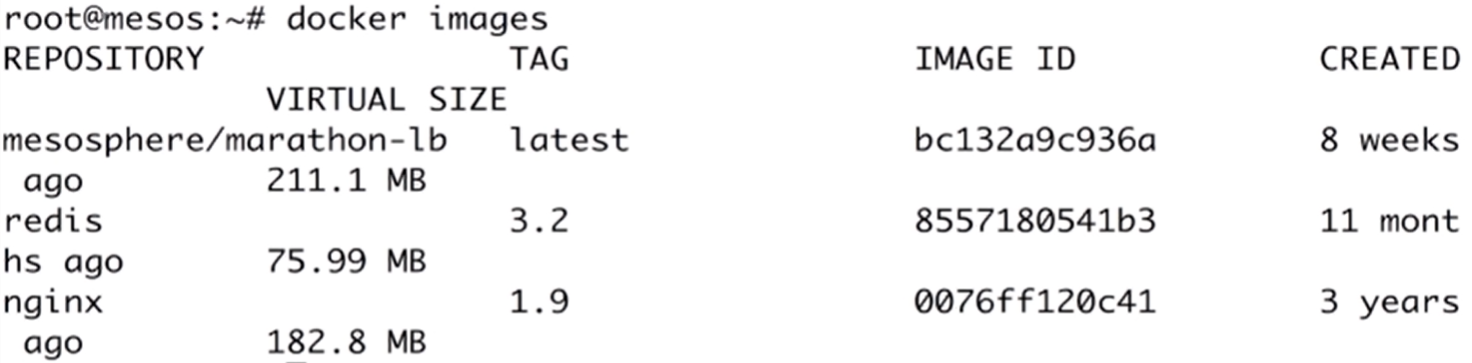 root@mesos:~# docker images
REPOSITORY TAG IMAGE ID CREATED
VIRTUAL SIZE
mesosphere/marathon-lb latest bc132a9c936a 8 weeks
ago 211.1 MB
redis 3.2 8557180541b3 11 mont
hs ago 75.99 MB
nginx 1.9 0076ff120c41 3 years
ago 182.8 MB